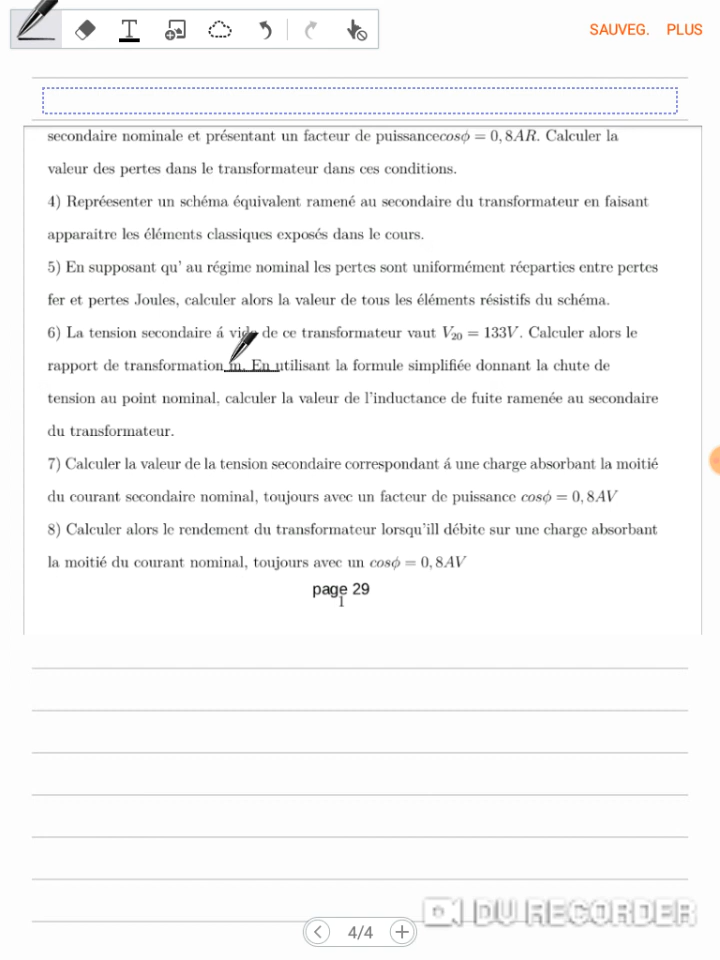 T
SAUVEG. PLUS
secondaire nominale et présentant un facteur de puissancecosϕ = 0, 8AR. Calculer la
valeur des pertes dans le transformateur dans ces conditions.
4) Repréesenter un schéma équivalent ramené au secondaire du transformateur en faisant
apparaitre les éléments classiques exposés dans le cours.
5) En supposant qu' au régime nominal les pertes sont uniformément réeparties entre pertes
fer et pertes Joules, calculer alors la valeur de tous les éléments résistifs du schéma.
6) La tension secondaire á vide de ce transformateur vaut V₂₀ = 133V. Calculer alors le
rapport de transformation m. En utilisant la formule simplifiée donnant la chute de
tension au point nominal, calculer la valeur de l'inductance de fuite ramenée au secondaire
du transformateur.
7) Calculer la valeur de la tension secondaire correspondant á une charge absorbant la moitié
du courant secondaire nominal, toujours avec un facteur de puissance cosϕ = 0, 8AV
8) Calculer alors le rendement du transformateur lorsqu'ill débite sur une charge absorbant
la moitié du courant nominal, toujours avec un cosϕ = 0, 8AV
page 29
1
DU RECORDER
4/4